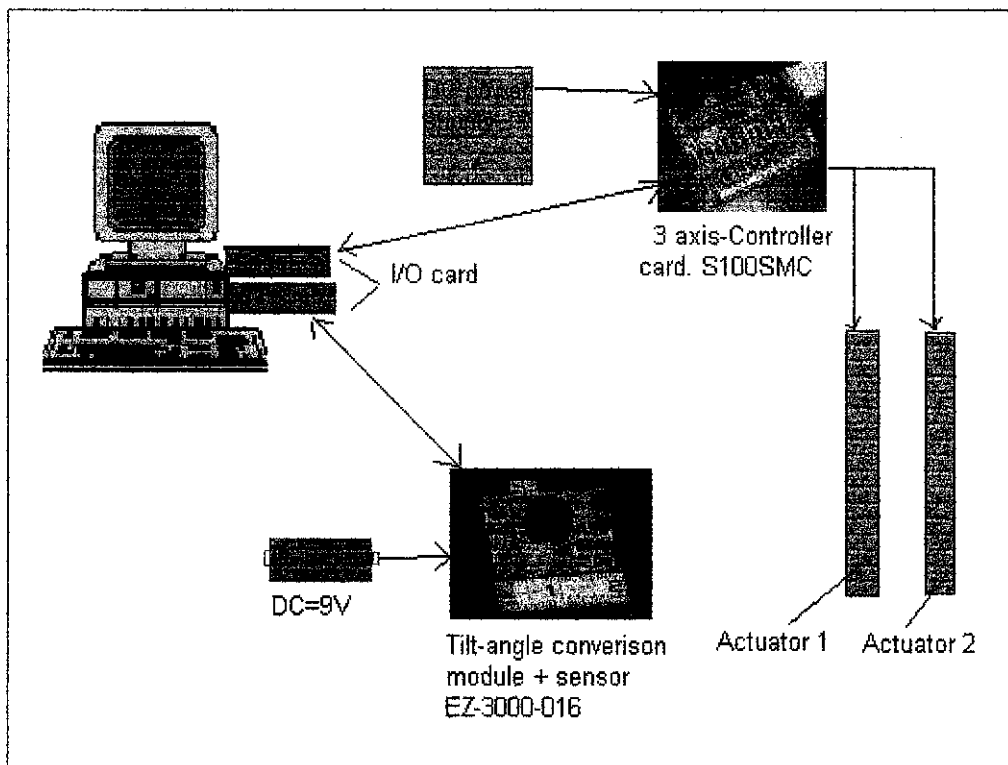 3 axis-Controller
card. S100SMC
I/O card
DC=9V
Tilt-angle converison
module + sensor
EZ-3000-016
Actuator 1
Actuator 2